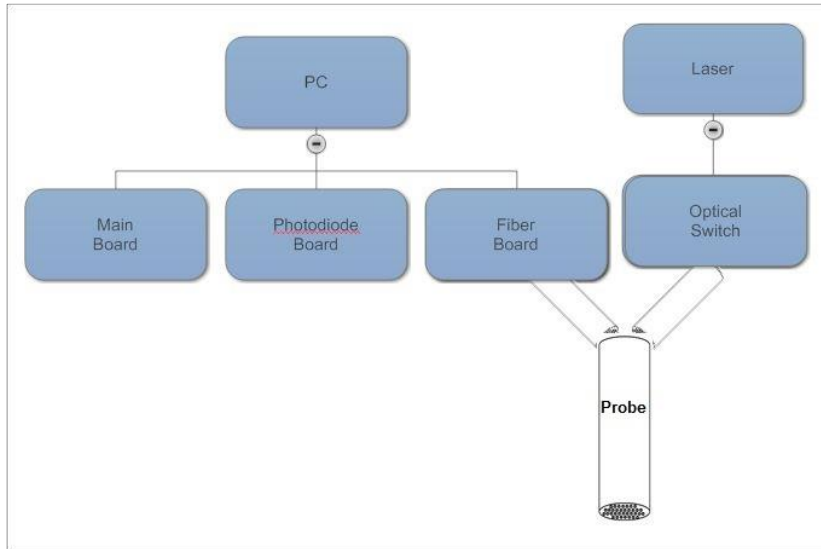 PC
Laser
Main
Board
Photodiode
Board
Fiber
Board
Optical
Switch
Probe